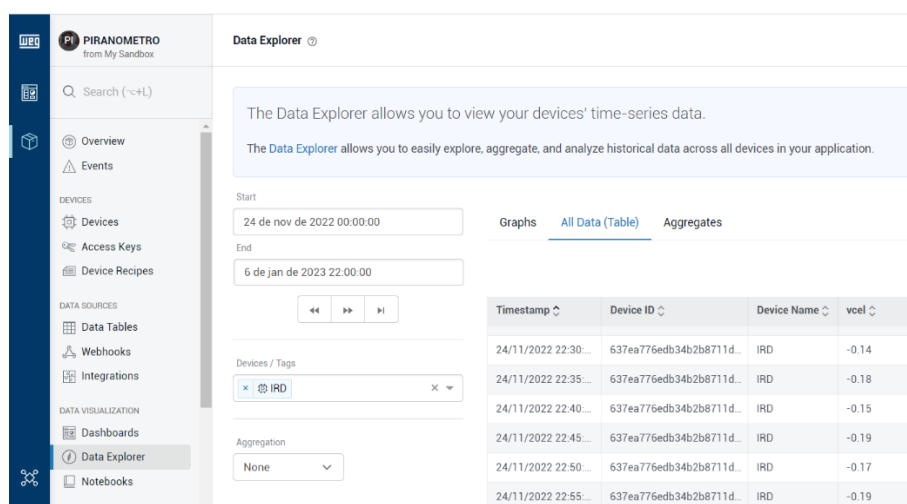 weg
PI PIRANOMETRO
from My Sandbox
Data Explorer
Search (⌥+L)
The Data Explorer allows you to view your devices' time-series data.
The Data Explorer allows you to easily explore, aggregate, and analyze historical data across all devices in your application.
Overview
Events
DEVICES
Devices
Access Keys
Device Recipes
DATA SOURCES
Data Tables
Webhooks
Integrations
DATA VISUALIZATION
Dashboards
Data Explorer
Notebooks
Start
24 de nov de 2022 00:00:00
End
6 de jan de 2023 22:00:00
Devices / Tags
× IRD
Aggregation
None
Graphs All Data (Table) Aggregates
Timestamp Device ID Device Name vcel
24/11/2022 22:30:... 637ea776edb34b2b8711d... IRD -0.14
24/11/2022 22:35:... 637ea776edb34b2b8711d... IRD -0.18
24/11/2022 22:40:... 637ea776edb34b2b8711d... IRD -0.15
24/11/2022 22:45:... 637ea776edb34b2b8711d... IRD -0.19
24/11/2022 22:50:... 637ea776edb34b2b8711d... IRD -0.17
24/11/2022 22:55:... 637ea776edb34b2b8711d... IRD -0.19